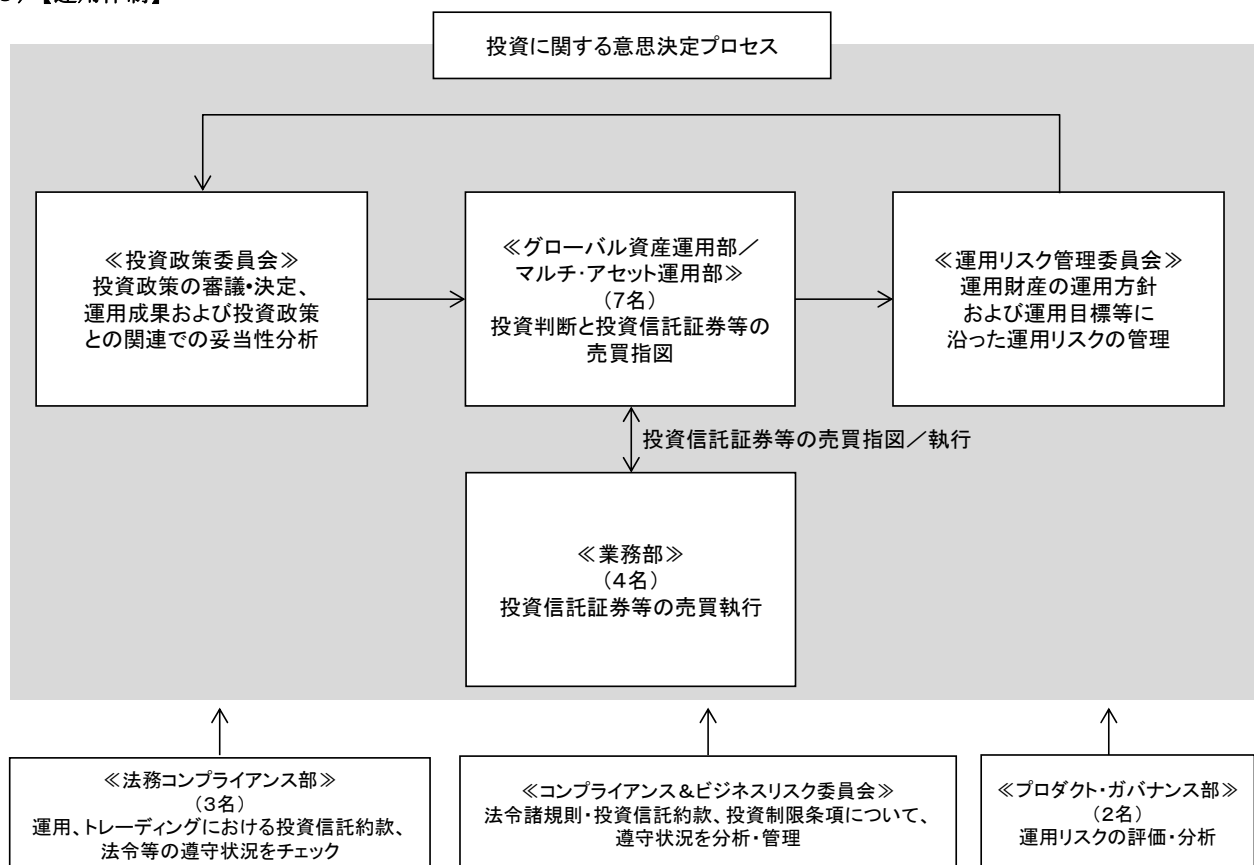 投資に関する意思決定プロセス
≪投資政策委員会≫
投資政策の審議・決定、
運用成果および投資政策
との関連での妥当性分析
≪グローバル資産運用部／
マルチ・アセット運用部≫
（7名）
投資判断と投資信託証券等の
売買指図
≪運用リスク管理委員会≫
運用財産の運用方針
および運用目標等に
沿った運用リスクの管理
投資信託証券等の売買指図／執行
≪業務部≫
（4名）
投資信託証券等の売買執行
≪法務コンプライアンス部≫
（3名）
運用、トレーディングにおける投資信託約款、
法令等の遵守状況をチェック
≪コンプライアンス＆ビジネスリスク委員会≫
法令諸規則・投資信託約款、投資制限条項について、
遵守状況を分析・管理
≪プロダクト・ガバナンス部≫
（2名）
運用リスクの評価・分析